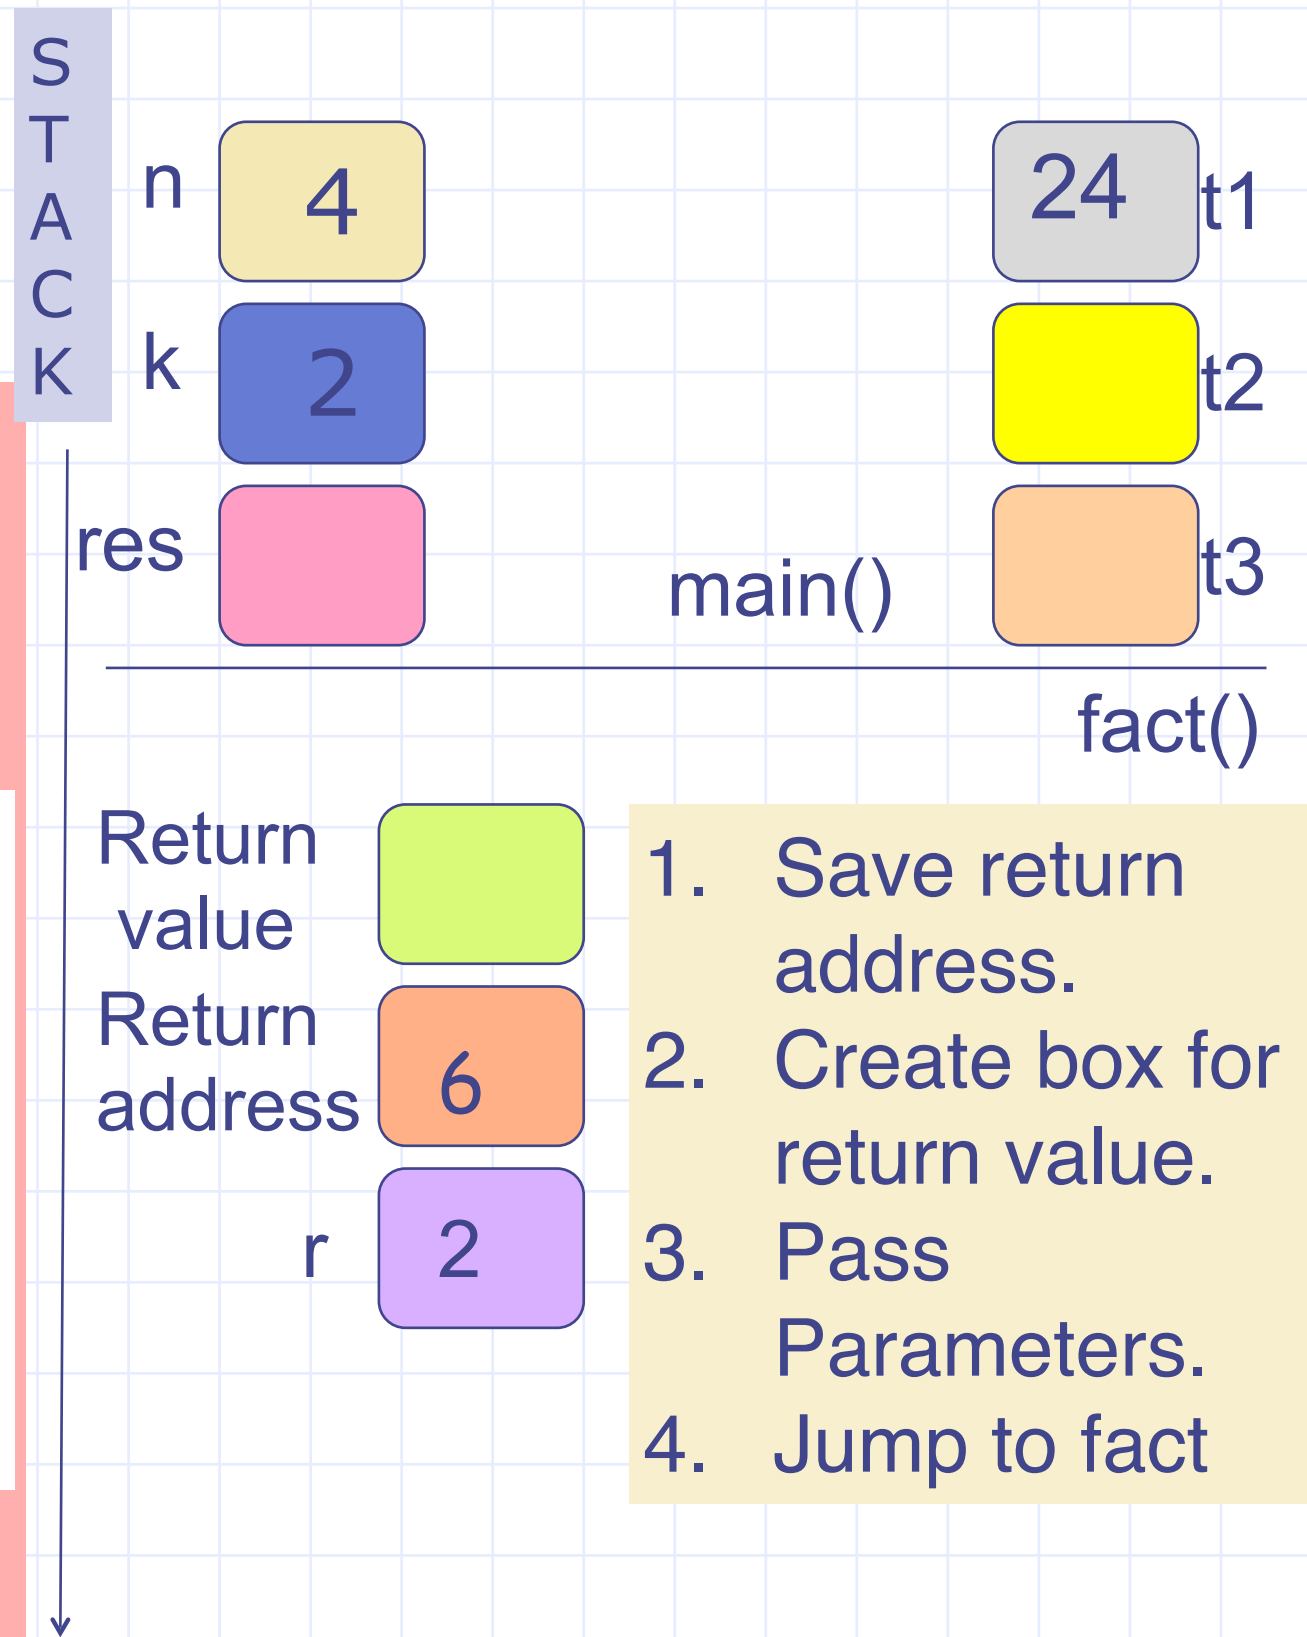 S
T
A
C
K
n
4
24
t1
k
2
t2
res
main()
t3
fact()
Return
value
Return
address
6
r
2
1. Save return
address.
2. Create box for
return value.
3. Pass
Parameters.
4. Jump to fact